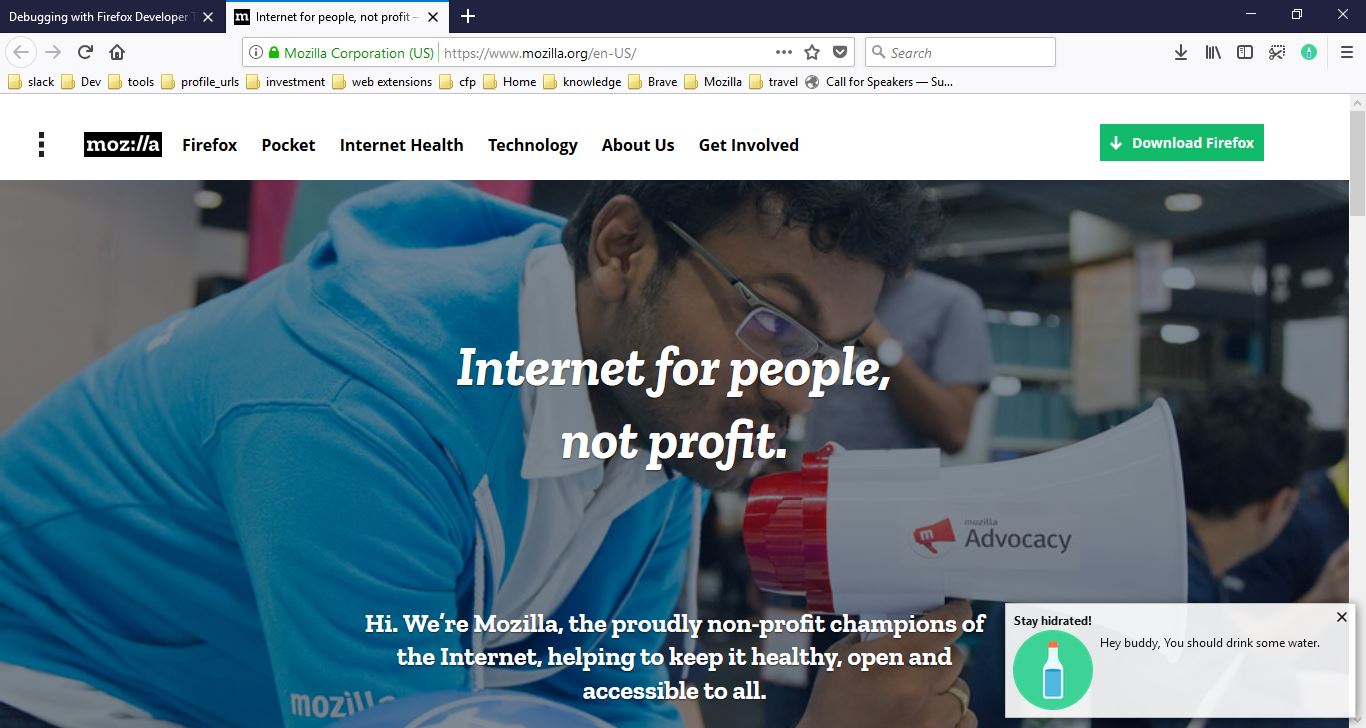 Debugging with Firefox Developer T
Internet for people, not profit –
Mozilla Corporation (US)
https://www.mozilla.org/en-US/
Search
slack
Dev
tools
profile_urls
investment
web extensions
cfp
Home
knowledge
Brave
Mozilla
travel
Call for Speakers — Su...
moz://a
Firefox
Pocket
Internet Health
Technology
About Us
Get Involved
Download Firefox
Internet for people,
not profit.
mozilla
Advocacy
Hi. We’re Mozilla, the proudly non-profit champions of
the Internet, helping to keep it healthy, open and
accessible to all.
mozilla
Stay hidrated!
Hey buddy, You should drink some water.